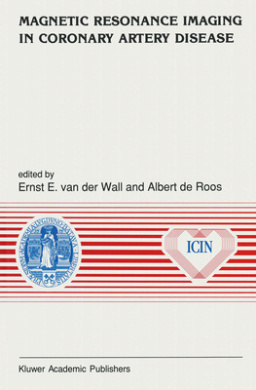 MAGNETIC RESONANCE IMAGING
IN CORONARY ARTERY DISEASE
edited by
Ernst E. van der Wall and Albert de Roos
ICIN
Kluwer Academic Publishers